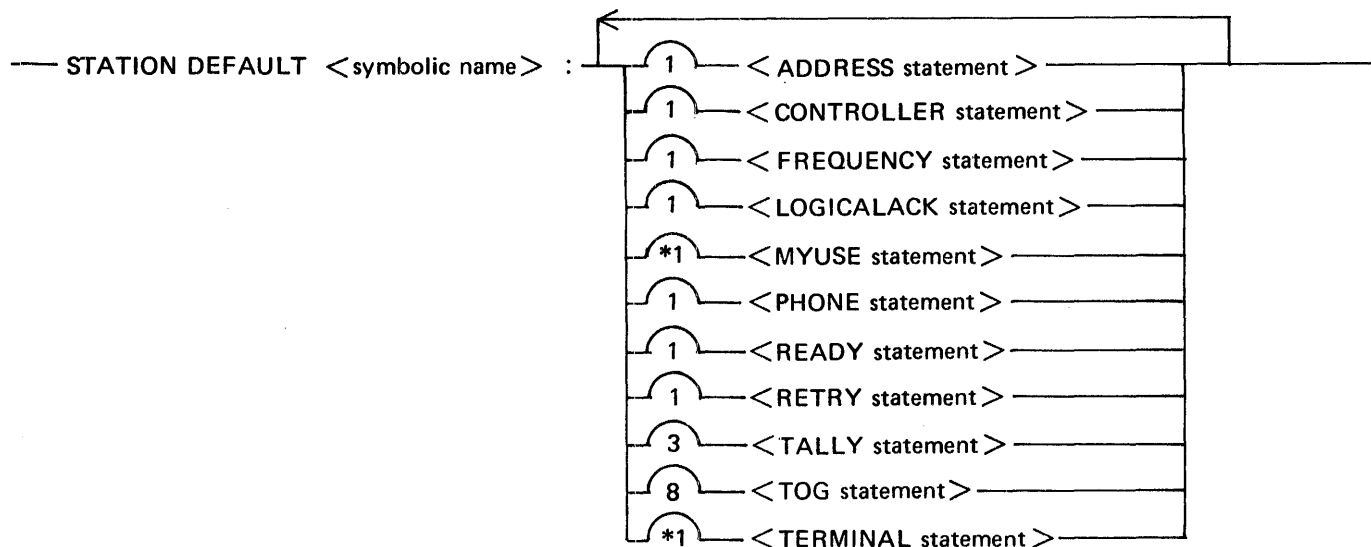 STATION DEFAULT <symbolic name> : 1 <ADDRESS statement>
1 <CONTROLLER statement>
1 <FREQUENCY statement>
1 <LOGICALACK statement>
*1 <MYUSE statement>
1 <PHONE statement>
1 <READY statement>
1 <RETRY statement>
3 <TALLY statement>
8 <TOG statement>
*1 <TERMINAL statement>